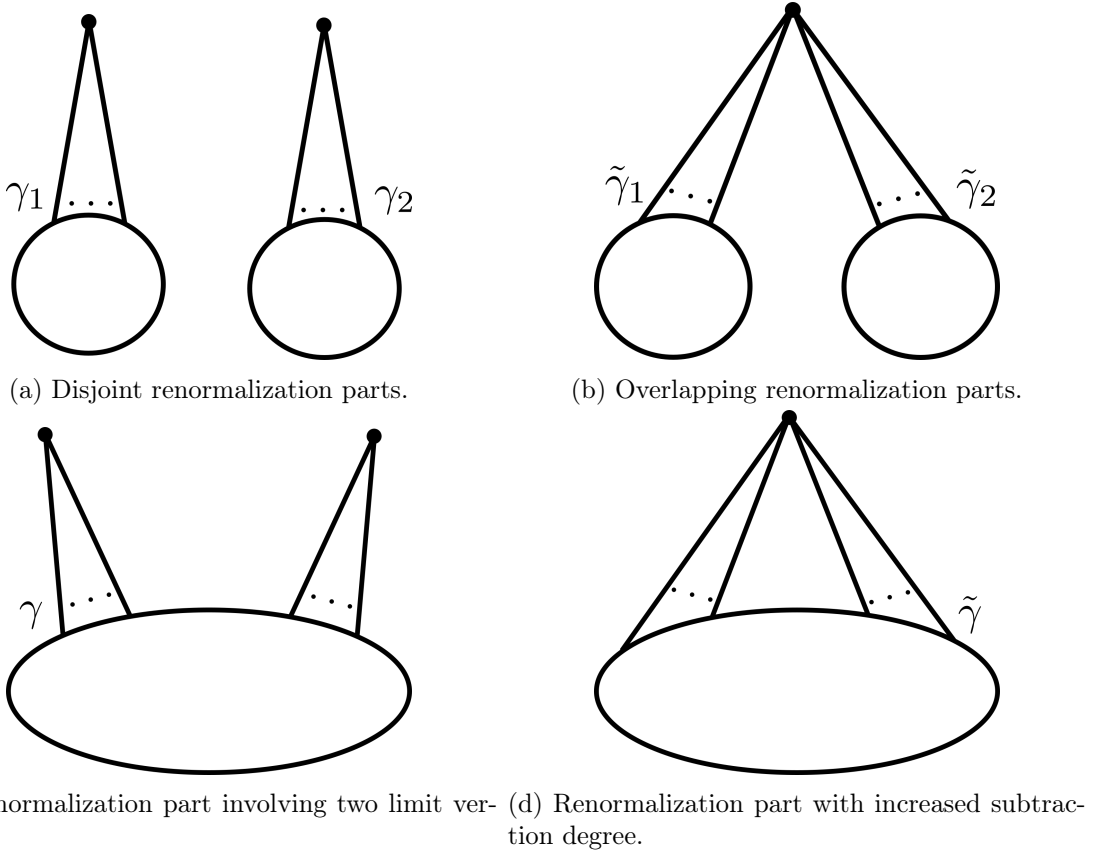 γ1
γ2
γ̃1
γ̃2
(a) Disjoint renormalization parts.
(b) Overlapping renormalization parts.
γ
γ̃
normalization part involving two limit ver-
(d) Renormalization part with increased subtrac-
tion degree.